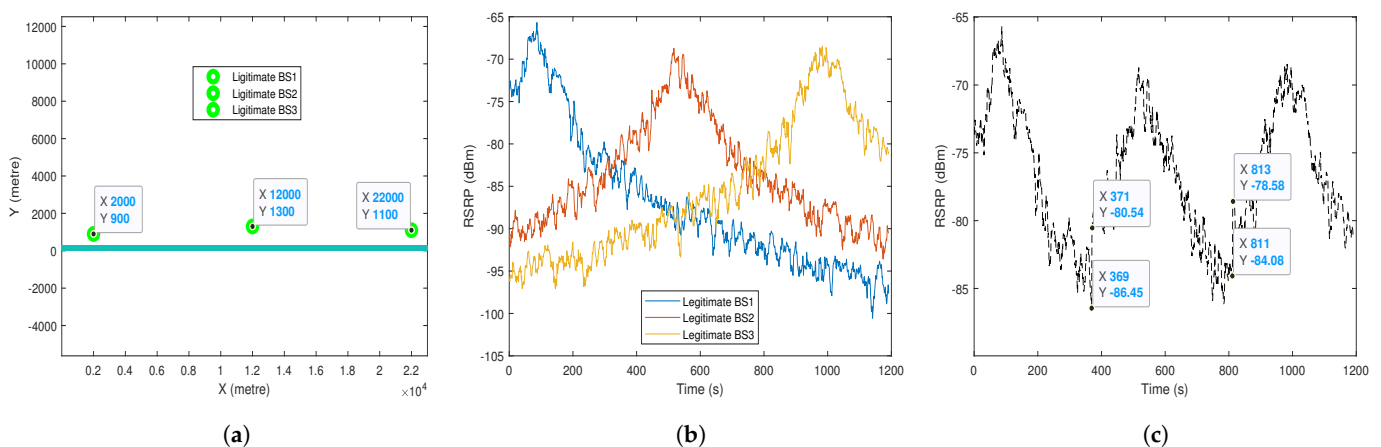 12000
10000
8000
6000
4000
2000
0
-2000
-4000
Y (metre)
Ligitimate BS1
Ligitimate BS2
Ligitimate BS3
X 2000
Y 900
X 12000
Y 1300
X 22000
Y 1100
0.2 0.4 0.6 0.8 1 1.2 1.4 1.6 1.8 2 2.2
X (metre)
×10⁴
(a)
-65
-70
-75
-80
-85
-90
-95
-100
-105
RSRP (dBm)
Legitimate BS1
Legitimate BS2
Legitimate BS3
0 200 400 600 800 1000 1200
Time (s)
(b)
-65
-70
-75
-80
-85
RSRP (dBm)
X 813
Y -78.58
X 371
Y -80.54
X 811
Y -84.08
X 369
Y -86.45
0 200 400 600 800 1000 1200
Time (s)
(c)